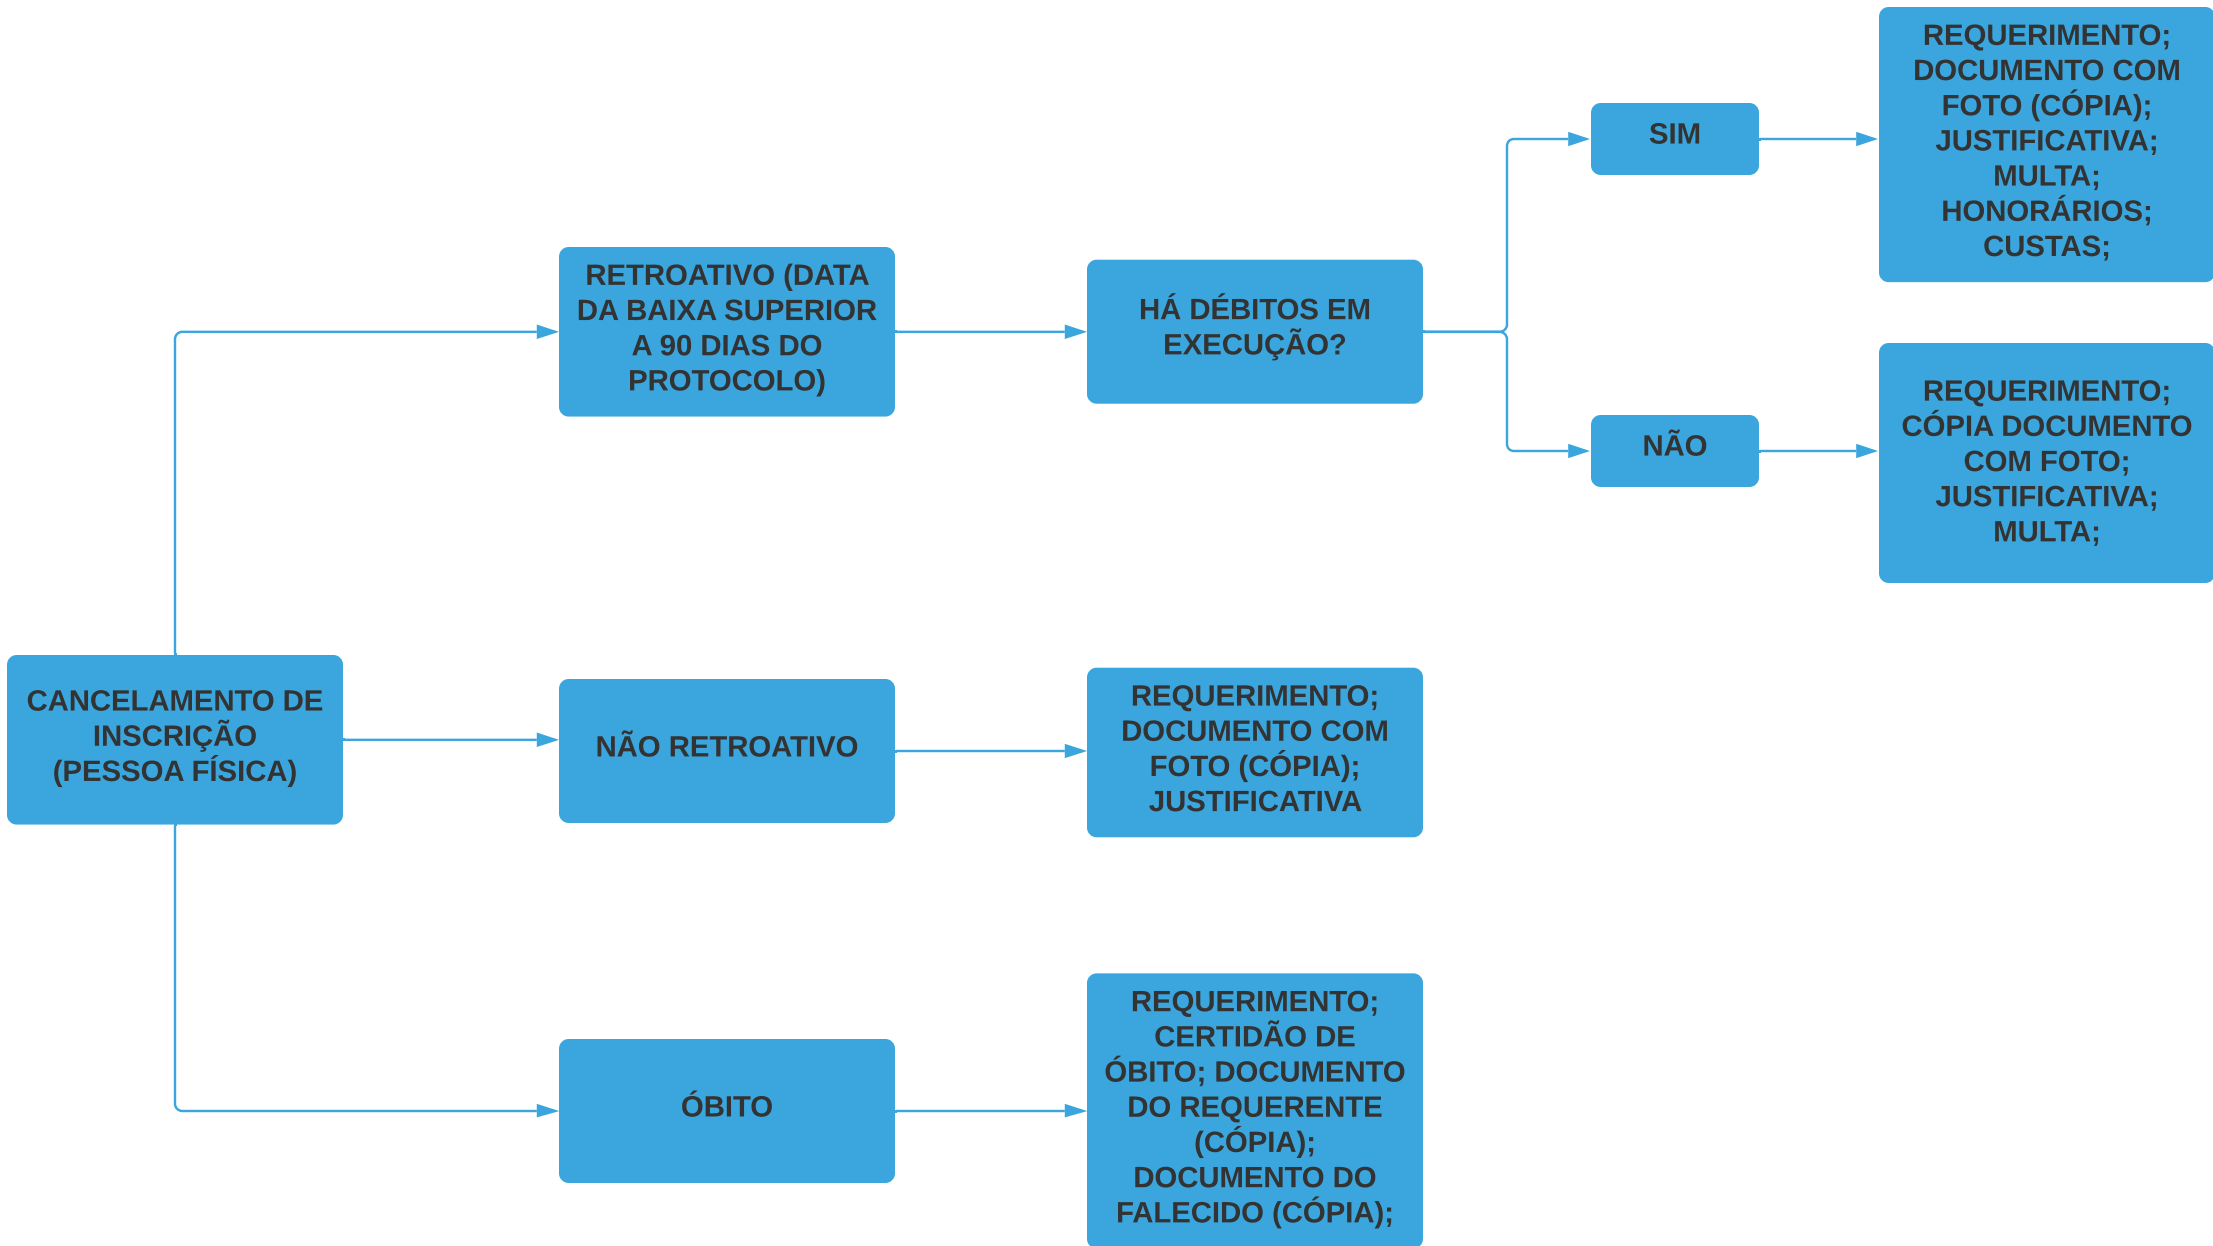 REQUERIMENTO;
DOCUMENTO COM
FOTO (CÓPIA);
JUSTIFICATIVA;
MULTA;
HONORÁRIOS;
CUSTAS;
SIM
RETROATIVO (DATA
DA BAIXA SUPERIOR
A 90 DIAS DO
PROTOCOLO)
HÁ DÉBITOS EM
EXECUÇÃO?
NÃO
REQUERIMENTO;
CÓPIA DOCUMENTO
COM FOTO;
JUSTIFICATIVA;
MULTA;
CANCELAMENTO DE
INSCRIÇÃO
(PESSOA FÍSICA)
NÃO RETROATIVO
REQUERIMENTO;
DOCUMENTO COM
FOTO (CÓPIA);
JUSTIFICATIVA
ÓBITO
REQUERIMENTO;
CERTIDÃO DE
ÓBITO; DOCUMENTO
DO REQUERENTE
(CÓPIA);
DOCUMENTO DO
FALECIDO (CÓPIA);